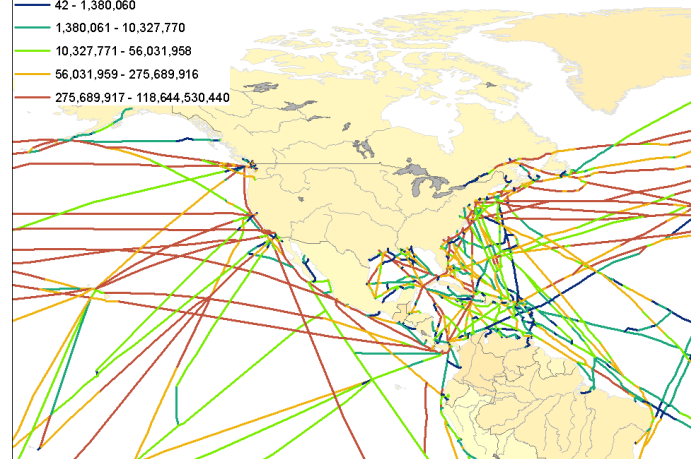 42 - 1,380,060
1,380,061 - 10,327,770
10,327,771 - 56,031,958
56,031,959 - 275,689,916
275,689,917 - 118,644,530,440